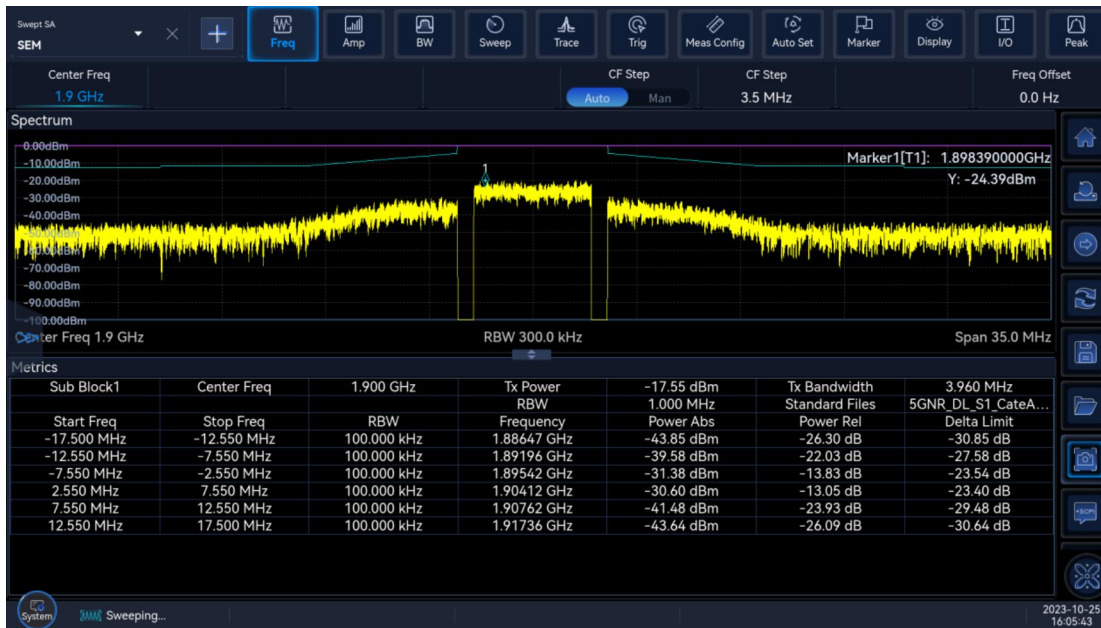 Swept SA
SEM
Freq
Amp
BW
Sweep
Trace
Trig
Meas Config
Auto Set
Marker
Display
I/O
Peak
Center Freq
1.9 GHz
CF Step
Auto Man
CF Step
3.5 MHz
Freq Offset
0.0 Hz
Spectrum
0.00dBm
-10.00dBm
-20.00dBm
-30.00dBm
-40.00dBm
-70.00dBm
-80.00dBm
-90.00dBm
-100.00dBm
1
Marker1[T1]: 1.898390000GHz
Y: -24.39dBm
Center Freq 1.9 GHz RBW 300.0 kHz Span 35.0 MHz
Metrics
Sub Block1 Center Freq 1.900 GHz Tx Power -17.55 dBm Tx Bandwidth 3.960 MHz
RBW 1.000 MHz Standard Files 5GNR_DL_S1_CateA...
Start Freq Stop Freq RBW Frequency Power Abs Power Rel Delta Limit
-17.500 MHz -12.550 MHz 100.000 kHz 1.88647 GHz -43.85 dBm -26.30 dB -30.85 dB
-12.550 MHz -7.550 MHz 100.000 kHz 1.89196 GHz -39.58 dBm -22.03 dB -27.58 dB
-7.550 MHz -2.550 MHz 100.000 kHz 1.89542 GHz -31.38 dBm -13.83 dB -23.54 dB
2.550 MHz 7.550 MHz 100.000 kHz 1.90412 GHz -30.60 dBm -13.05 dB -23.40 dB
7.550 MHz 12.550 MHz 100.000 kHz 1.90762 GHz -41.48 dBm -23.93 dB -29.48 dB
12.550 MHz 17.500 MHz 100.000 kHz 1.91736 GHz -43.64 dBm -26.09 dB -30.64 dB
+SCPI
System
Sweeping...
2023-10-25
16:05:43